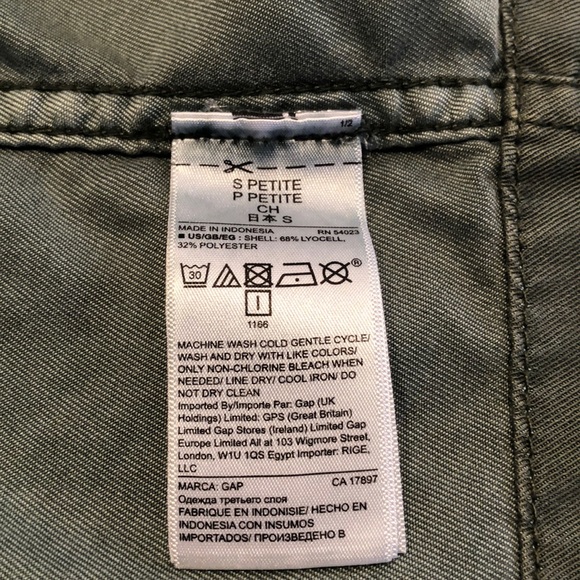 1/2
S PETITE
P PETITE
CH
日本 S
MADE IN INDONESIA RN 54023
■ US/GB/EG : SHELL: 68% LYOCELL,
32% POLYESTER
30 ®
I
1166
MACHINE WASH COLD GENTLE CYCLE/
WASH AND DRY WITH LIKE COLORS/
ONLY NON-CHLORINE BLEACH WHEN
NEEDED/ LINE DRY/ COOL IRON/ DO
NOT DRY CLEAN
Imported By/Importe Par: Gap (UK
Holdings) Limited: GPS (Great Britain)
Limited Gap Stores (Ireland) Limited Gap
Europe Limited All at 103 Wigmore Street,
London, W1U 1QS Egypt Importer: RIGE,
LLC
MARCA: GAP CA 17897
Одежда третьего слоя
FABRIQUE EN INDONISIE/ HECHO EN
INDONESIA CON INSUMOS
IMPORTADOS/ ПРОИЗВЕДЕНО В